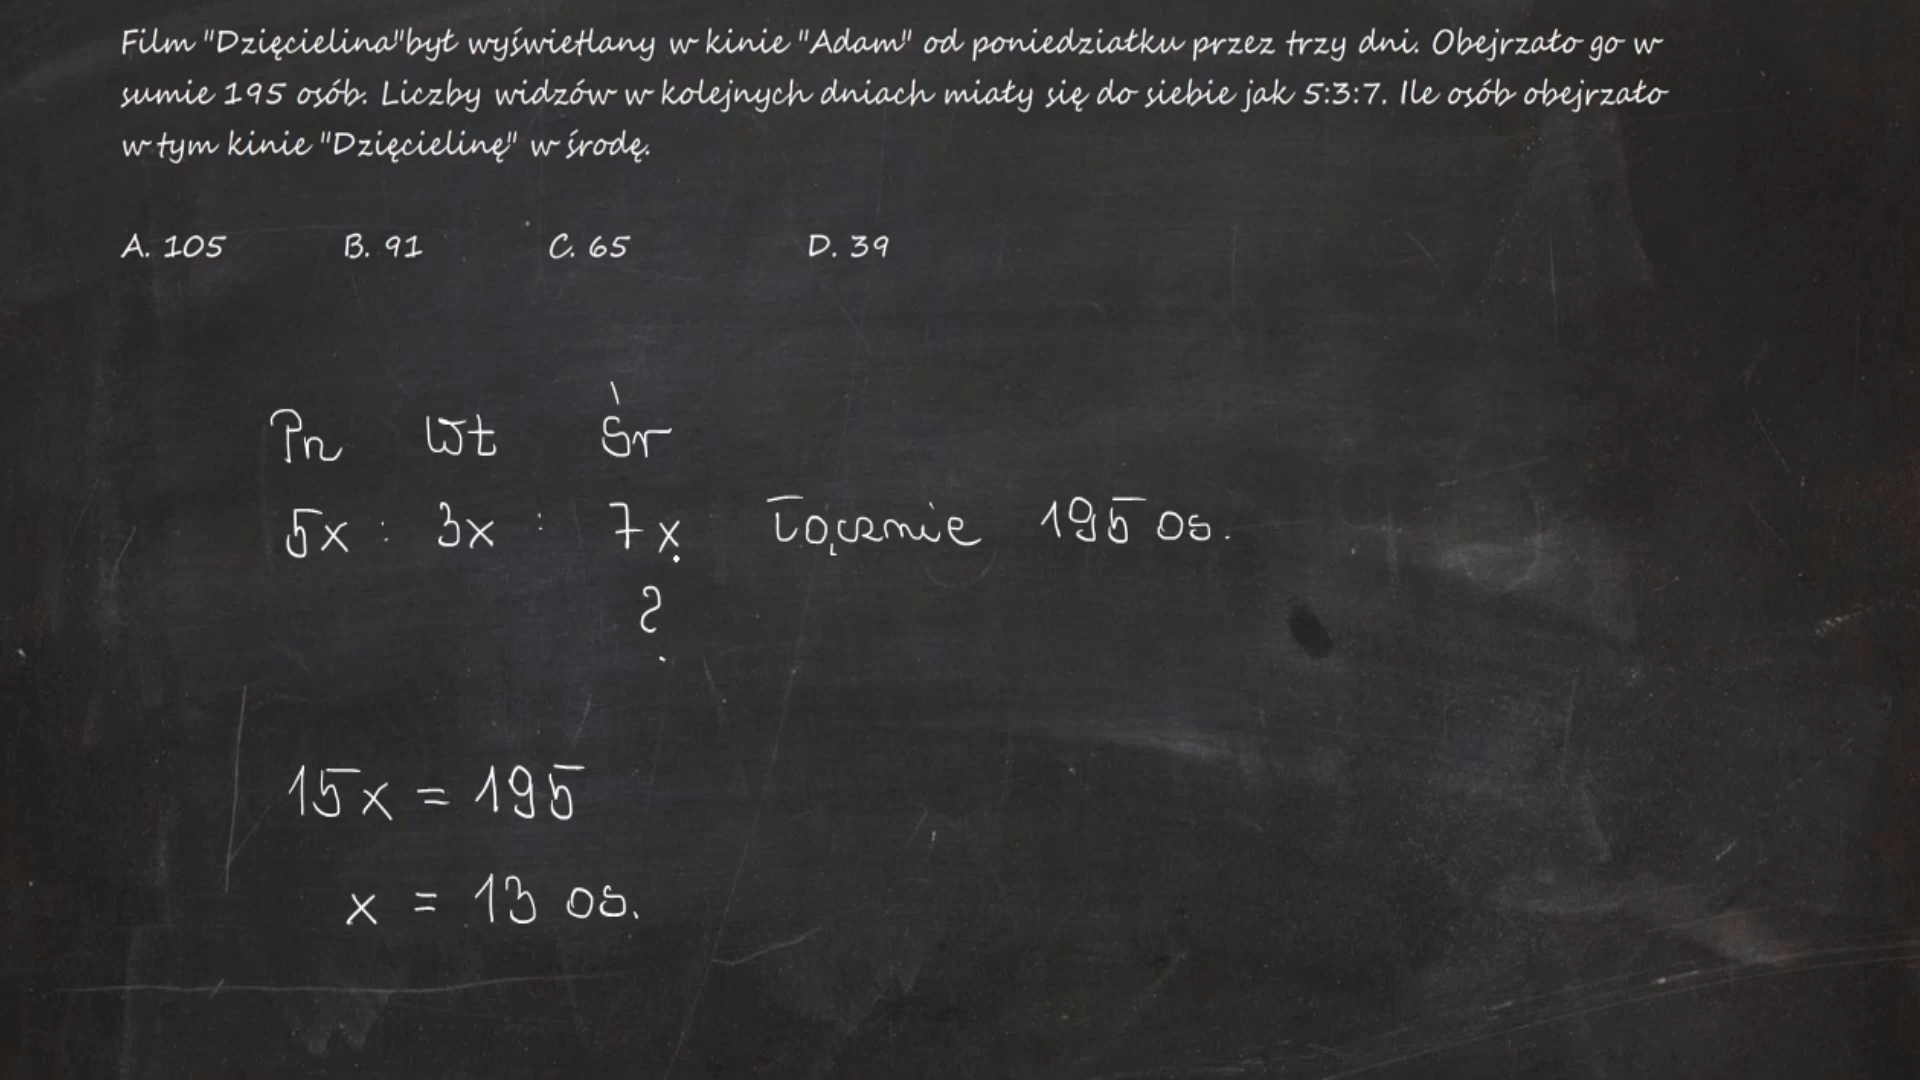 Film "Dzięcielina"był wyświetlany w kinie "Adam" od poniedziałku przez trzy dni. Obejrzało go w
sumie 195 osób. Liczby widzów w kolejnych dniach miały się do siebie jak 5:3:7. Ile osób obejrzało
w tym kinie "Dzięcielinę" w środę.
A. 105 B. 91 C. 65 D. 39
Pn Wt Śr
5x : 3x : 7x Łącznie 195 os.
?
15x = 195
x = 13 os.